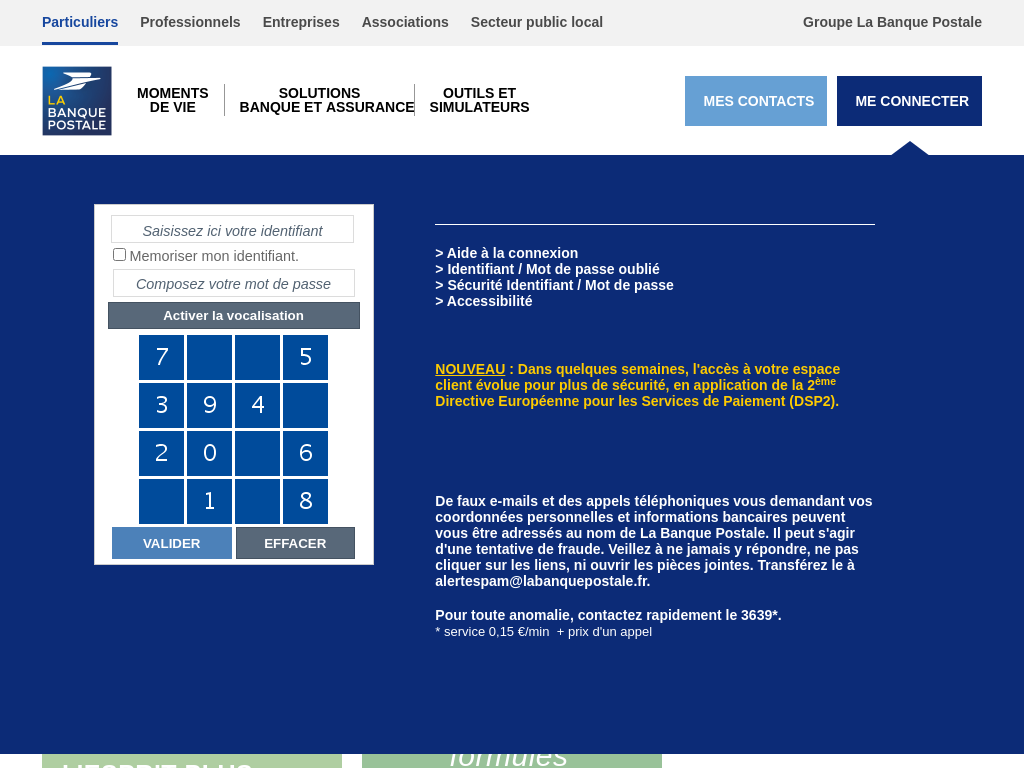 Particuliers Professionnels Entreprises Associations Secteur public local Groupe La Banque Postale
LA
BANQUE
POSTALE
MOMENTS
DE VIE
SOLUTIONS
BANQUE ET ASSURANCE
OUTILS ET
SIMULATEURS
MES CONTACTS
ME CONNECTER
Saisissez ici votre identifiant
Memoriser mon identifiant.
Composez votre mot de passe
Activer la vocalisation
7 5
3 9 4
2 0 6
1 8
VALIDER EFFACER
> Aide à la connexion
> Identifiant / Mot de passe oublié
> Sécurité Identifiant / Mot de passe
> Accessibilité
NOUVEAU : Dans quelques semaines, l'accès à votre espace
client évolue pour plus de sécurité, en application de la 2ème
Directive Européenne pour les Services de Paiement (DSP2).
De faux e-mails et des appels téléphoniques vous demandant vos
coordonnées personnelles et informations bancaires peuvent
vous être adressés au nom de La Banque Postale. Il peut s'agir
d'une tentative de fraude. Veillez à ne jamais y répondre, ne pas
cliquer sur les liens, ni ouvrir les pièces jointes. Transférez le à
alertespam@labanquepostale.fr.
Pour toute anomalie, contactez rapidement le 3639*.
* service 0,15 €/min + prix d'un appel
L'ESPRIT PLUS
formules